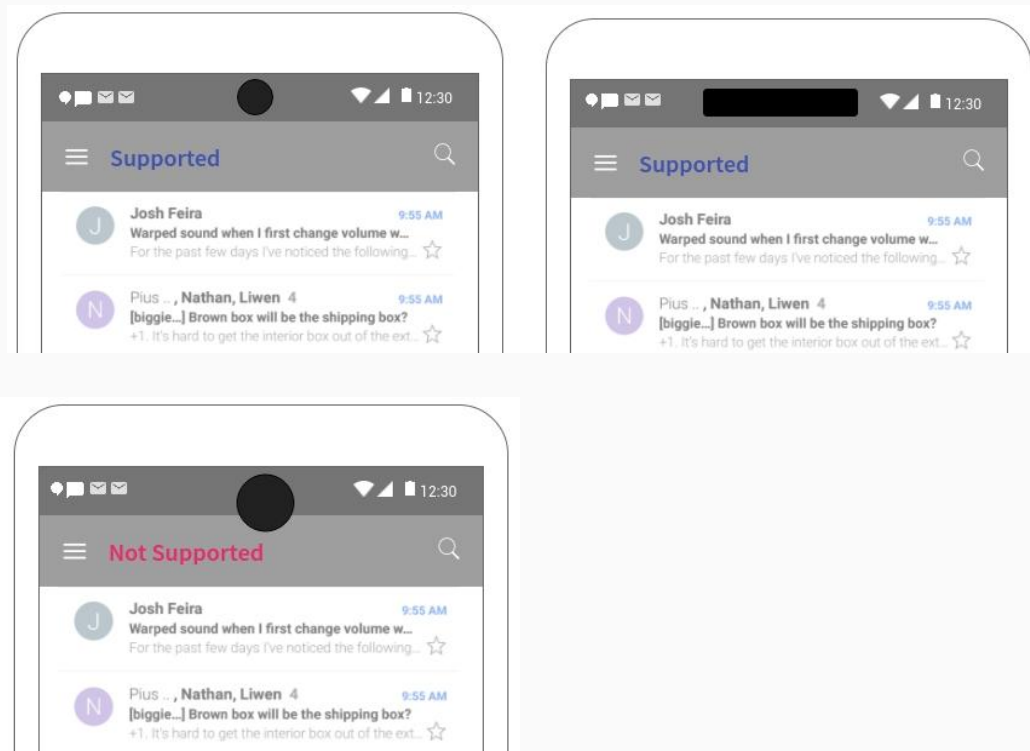 12:30
Supported
J
Josh Feira 9:55 AM
Warped sound when I first change volume w...
For the past few days I've noticed the following...
N
Pius .. , Nathan, Liwen 4 9:55 AM
[biggie...] Brown box will be the shipping box?
+1. It's hard to get the interior box out of the ext...
12:30
Supported
J
Josh Feira 9:55 AM
Warped sound when I first change volume w...
For the past few days I've noticed the following...
N
Pius .. , Nathan, Liwen 4 9:55 AM
[biggie...] Brown box will be the shipping box?
+1. It's hard to get the interior box out of the ext...
12:30
Not Supported
J
Josh Feira 9:55 AM
Warped sound when I first change volume w...
For the past few days I've noticed the following...
N
Pius .. , Nathan, Liwen 4 9:55 AM
[biggie...] Brown box will be the shipping box?
+1. It's hard to get the interior box out of the ext...